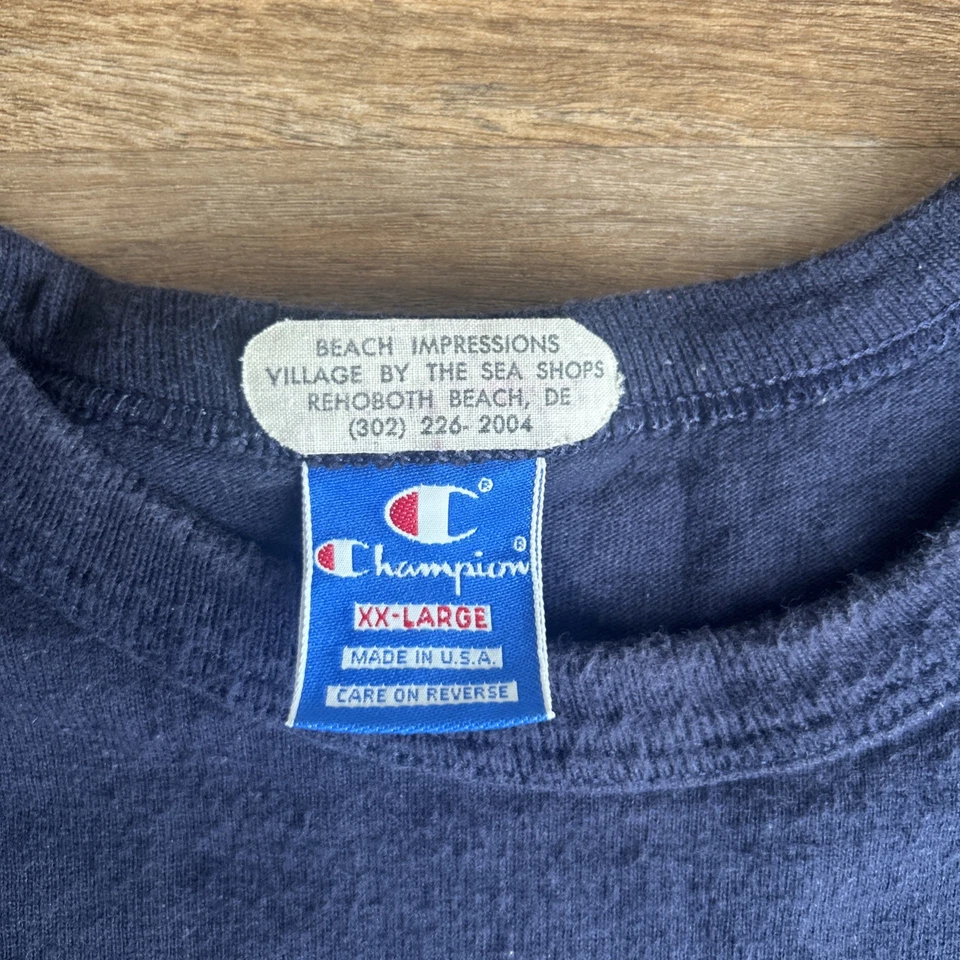 BEACH IMPRESSIONS
VILLAGE BY THE SEA SHOPS
REHOBOTH BEACH, DE
(302) 226-2004
C®
Champion®
XX-LARGE
MADE IN U.S.A.
CARE ON REVERSE